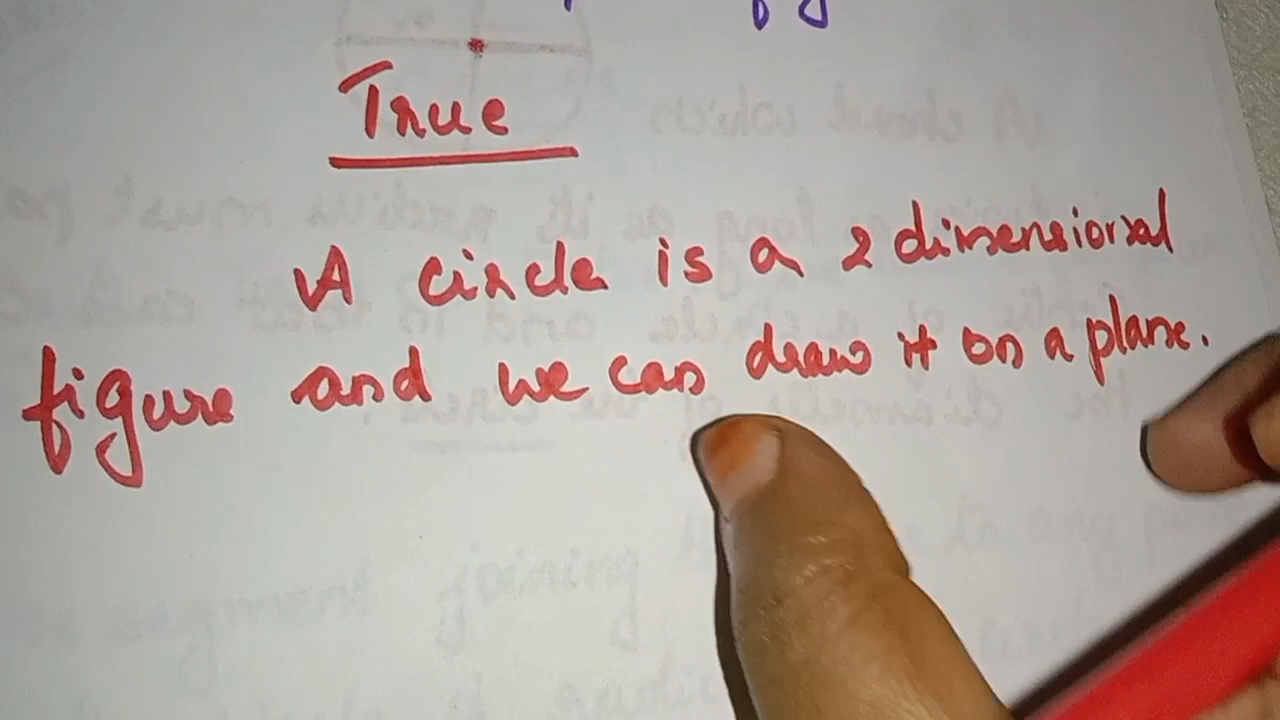 True
A circle is a 2 dimensional
figure and we can draw it on a plane.